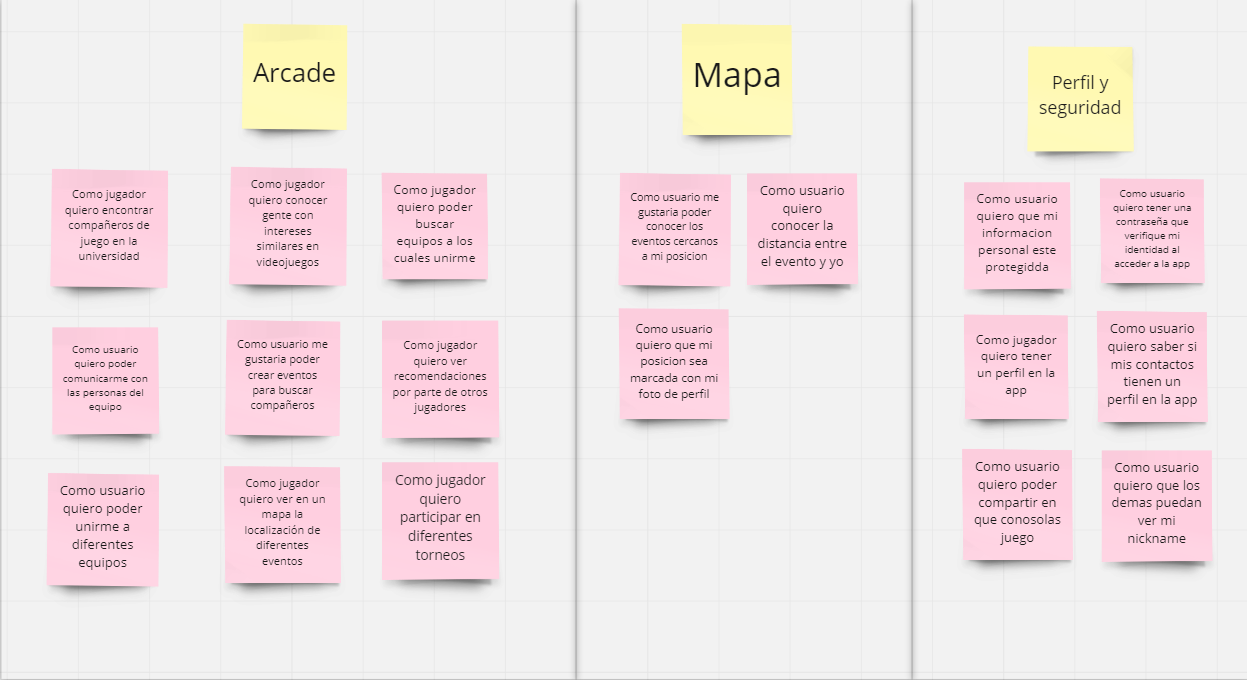 Arcade
Como jugador
quiero encontrar
compañeros de
juego en la
universidad
Como jugador
quiero conocer
gente con
intereses
similares en
videojuegos
Como jugador
quiero poder
buscar
equipos a los
cuales unirme
Como usuario
quiero poder
comunicarme con
las personas del
equipo
Como usuario me
gustaria poder
crear eventos
para buscar
compañeros
Como jugador
quiero ver
recomendaciones
por parte de otros
jugadores
Como usuario
quiero poder
unirme a
diferentes
equipos
Como jugador
quiero ver en un
mapa la
localización de
diferentes
eventos
Como jugador
quiero
participar en
diferentes
torneos
Mapa
Como usuario me
gustaria poder
conocer los
eventos cercanos
a mi posicion
Como usuario
quiero
conocer la
distancia entre
el evento y yo
Como usuario
quiero que mi
posicion sea
marcada con mi
foto de perfil
Perfil y
seguridad
Como usuario
quiero que mi
informacion
personal este
protegidda
Como usuario
quiero tener una
contraseña que
verifique mi
identidad al
acceder a la app
Como jugador
quiero tener
un perfil en la
app
Como usuario
quiero saber si
mis contactos
tienen un
perfil en la app
Como usuario
quiero poder
compartir en
que conosolas
juego
Como usuario
quiero que los
demas puedan
ver mi
nickname